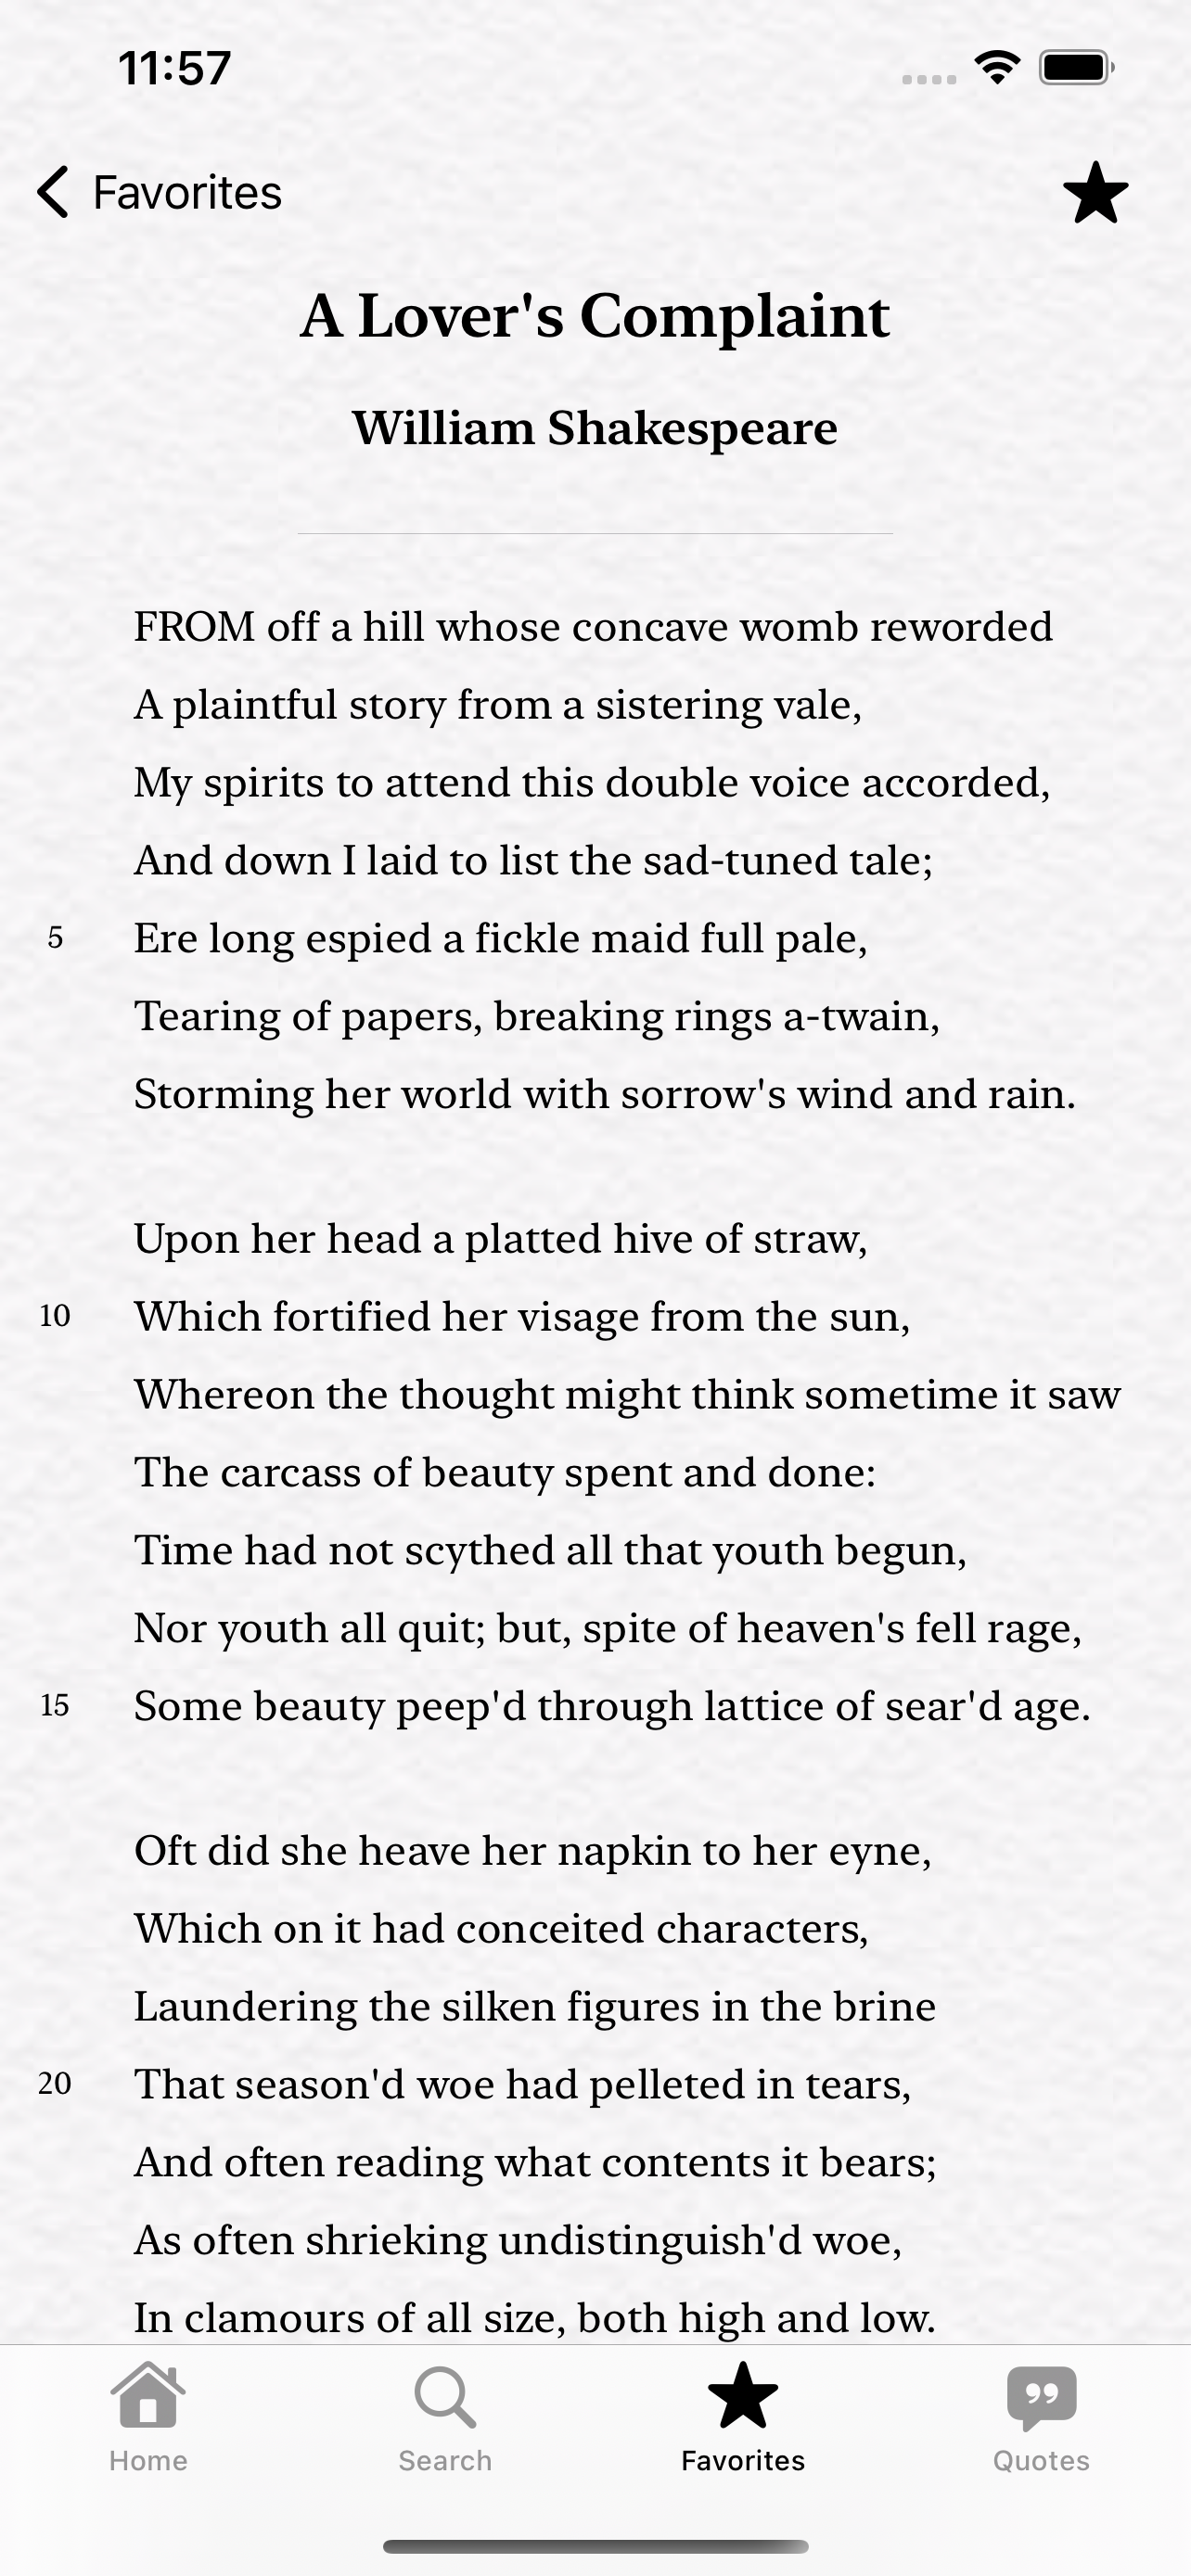 11:57
Favorites
A Lover's Complaint
William Shakespeare
FROM off a hill whose concave womb reworded
A plaintful story from a sistering vale,
My spirits to attend this double voice accorded,
And down I laid to list the sad-tuned tale;
5 Ere long espied a fickle maid full pale,
Tearing of papers, breaking rings a-twain,
Storming her world with sorrow's wind and rain.
Upon her head a platted hive of straw,
10 Which fortified her visage from the sun,
Whereon the thought might think sometime it saw
The carcass of beauty spent and done:
Time had not scythed all that youth begun,
Nor youth all quit; but, spite of heaven's fell rage,
15 Some beauty peep'd through lattice of sear'd age.
Oft did she heave her napkin to her eyne,
Which on it had conceited characters,
Laundering the silken figures in the brine
20 That season'd woe had pelleted in tears,
And often reading what contents it bears;
As often shrieking undistinguish'd woe,
In clamours of all size, both high and low.
Home Search Favorites Quotes